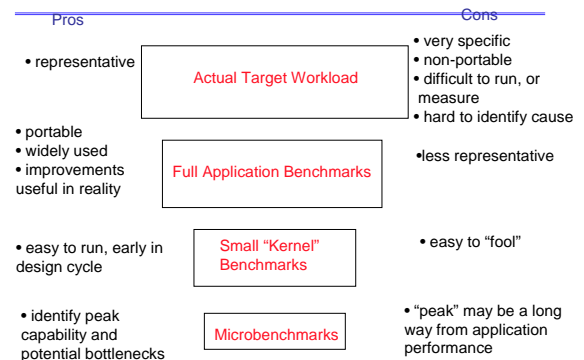 Pros
Cons
• representative
Actual Target Workload
• very specific
• non-portable
• difficult to run, or
measure
• hard to identify cause
• portable
• widely used
• improvements
useful in reality
Full Application Benchmarks
•less representative
• easy to run, early in
design cycle
Small “Kernel”
Benchmarks
• easy to “fool”
• identify peak
capability and
potential bottlenecks
Microbenchmarks
• “peak” may be a long
way from application
performance